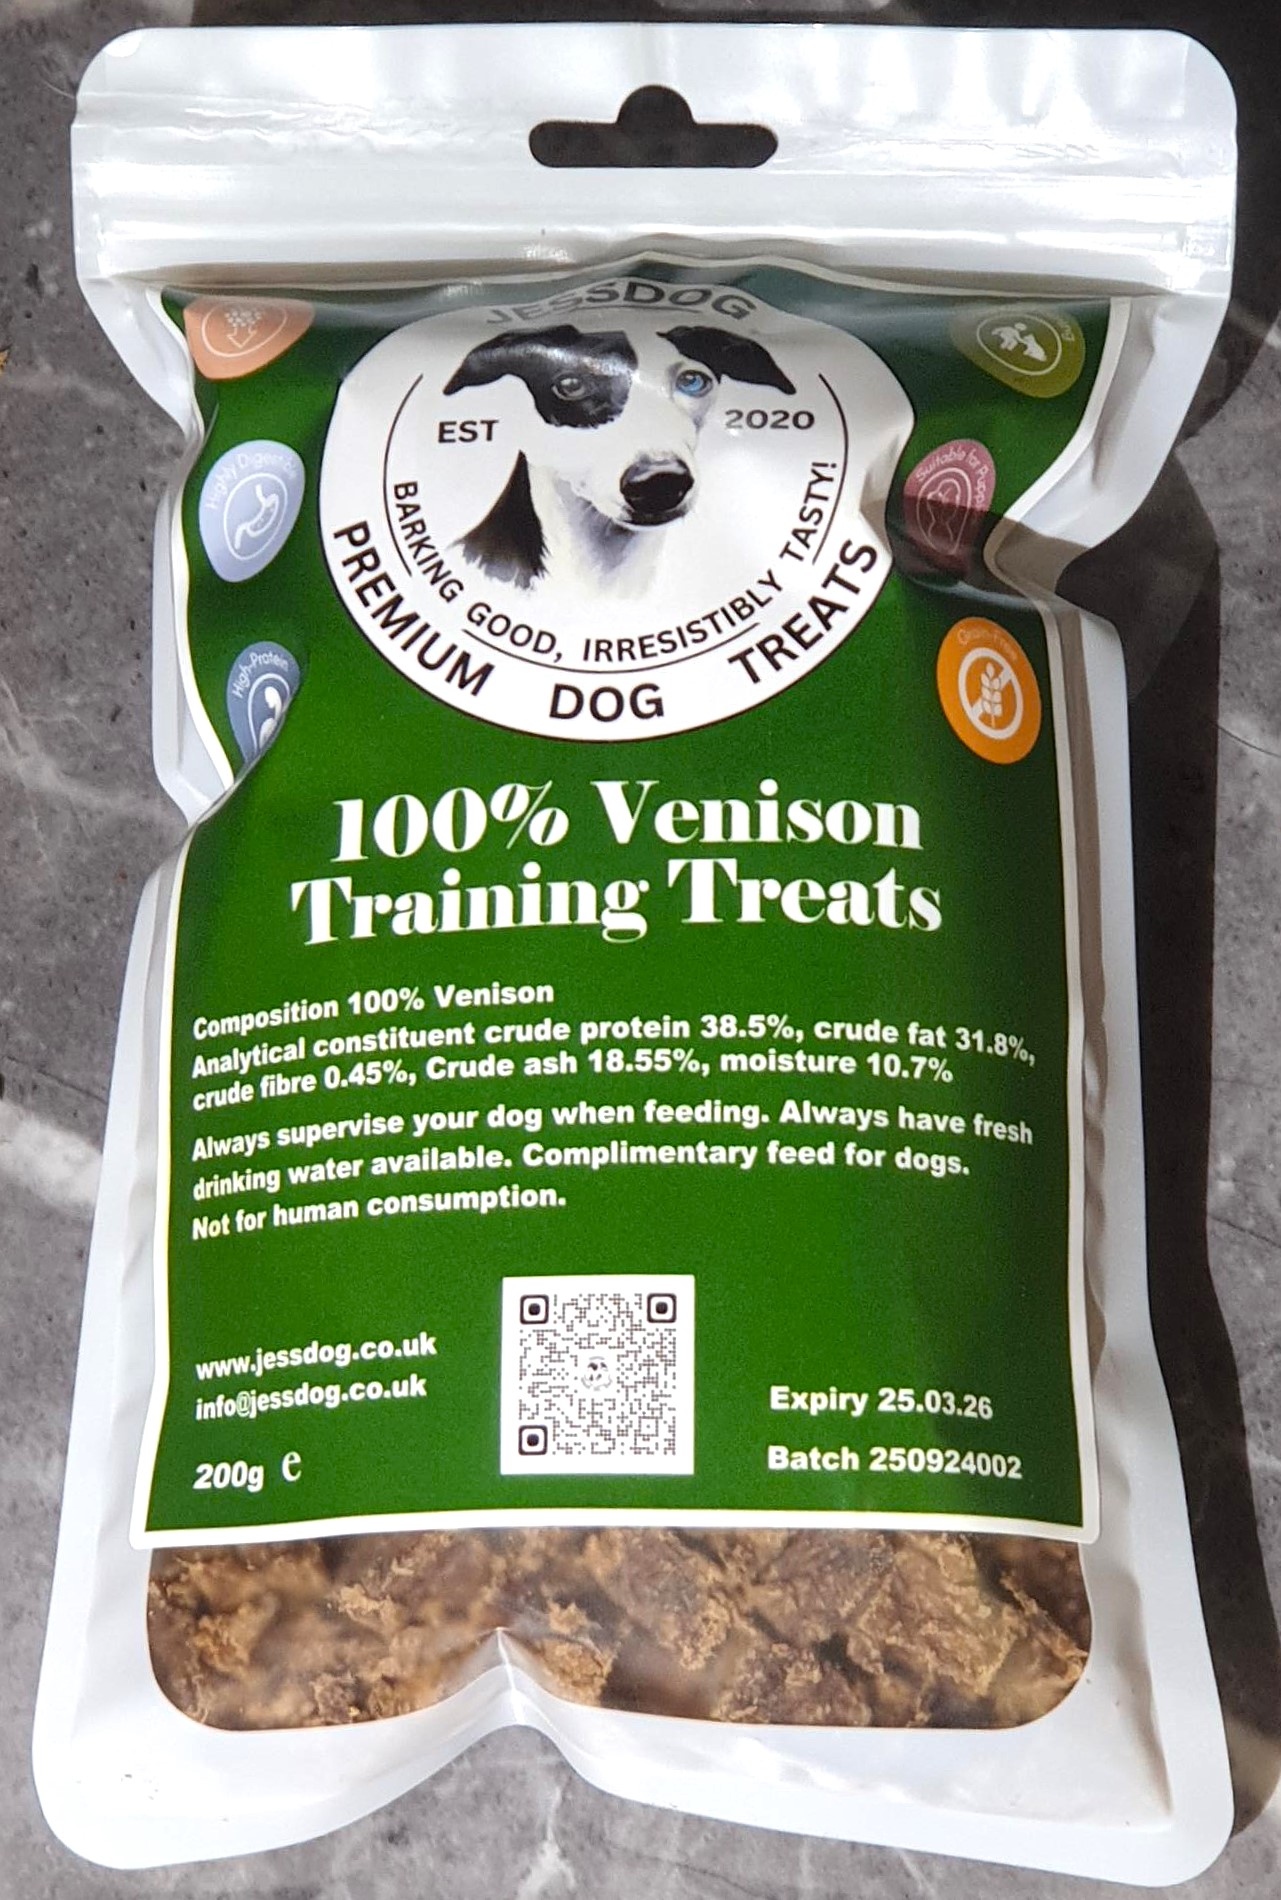 JESSDOG
EST
2020
BARKING GOOD, IRRESISTIBLY TASTY!
PREMIUM DOG TREATS
Highly Digestible
Suitable for
High-Protein
Grain-Free
100% Venison
Training Treats
Composition 100% Venison
Analytical constituent crude protein 38.5%, crude fat 31.8%,
crude fibre 0.45%, Crude ash 18.55%, moisture 10.7%
Always supervise your dog when feeding. Always have fresh
drinking water available. Complimentary feed for dogs.
Not for human consumption.
www.jessdog.co.uk
info@jessdog.co.uk
200g e
Expiry 25.03.26
Batch 250924002